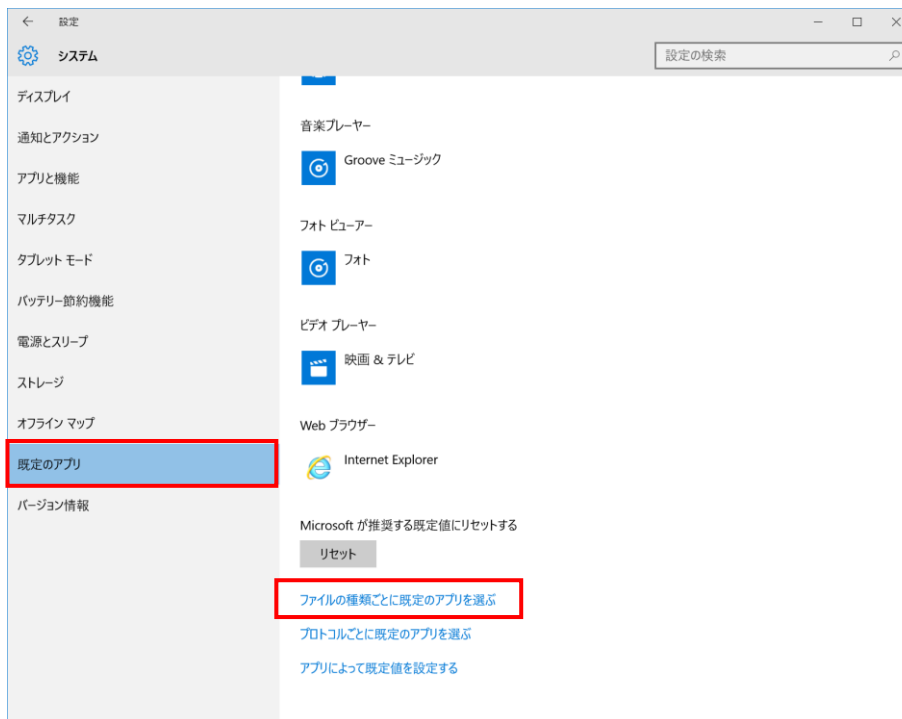 設定
システム
設定の検索
ディスプレイ
通知とアクション
アプリと機能
マルチタスク
タブレット モード
バッテリー節約機能
電源とスリープ
ストレージ
オフライン マップ
既定のアプリ
バージョン情報
音楽プレーヤー
Groove ミュージック
フォト ビューアー
フォト
ビデオ プレーヤー
映画 & テレビ
Web ブラウザー
Internet Explorer
Microsoft が推奨する既定値にリセットする
リセット
ファイルの種類ごとに既定のアプリを選ぶ
プロトコルごとに既定のアプリを選ぶ
アプリによって既定値を設定する